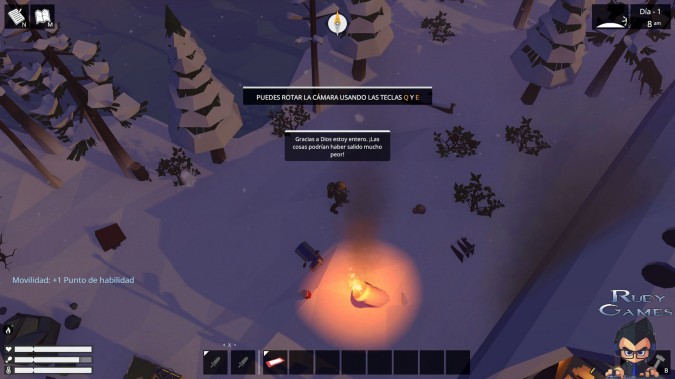 N
M
Día - 1
8 am
PUEDES ROTAR LA CÁMARA USANDO LAS TECLAS Q Y E
Gracias a Dios estoy entero. ¡Las
cosas podrían haber salido mucho
peor!
Movilidad: +1 Punto de habilidad
RUEY
GAMES
X
B